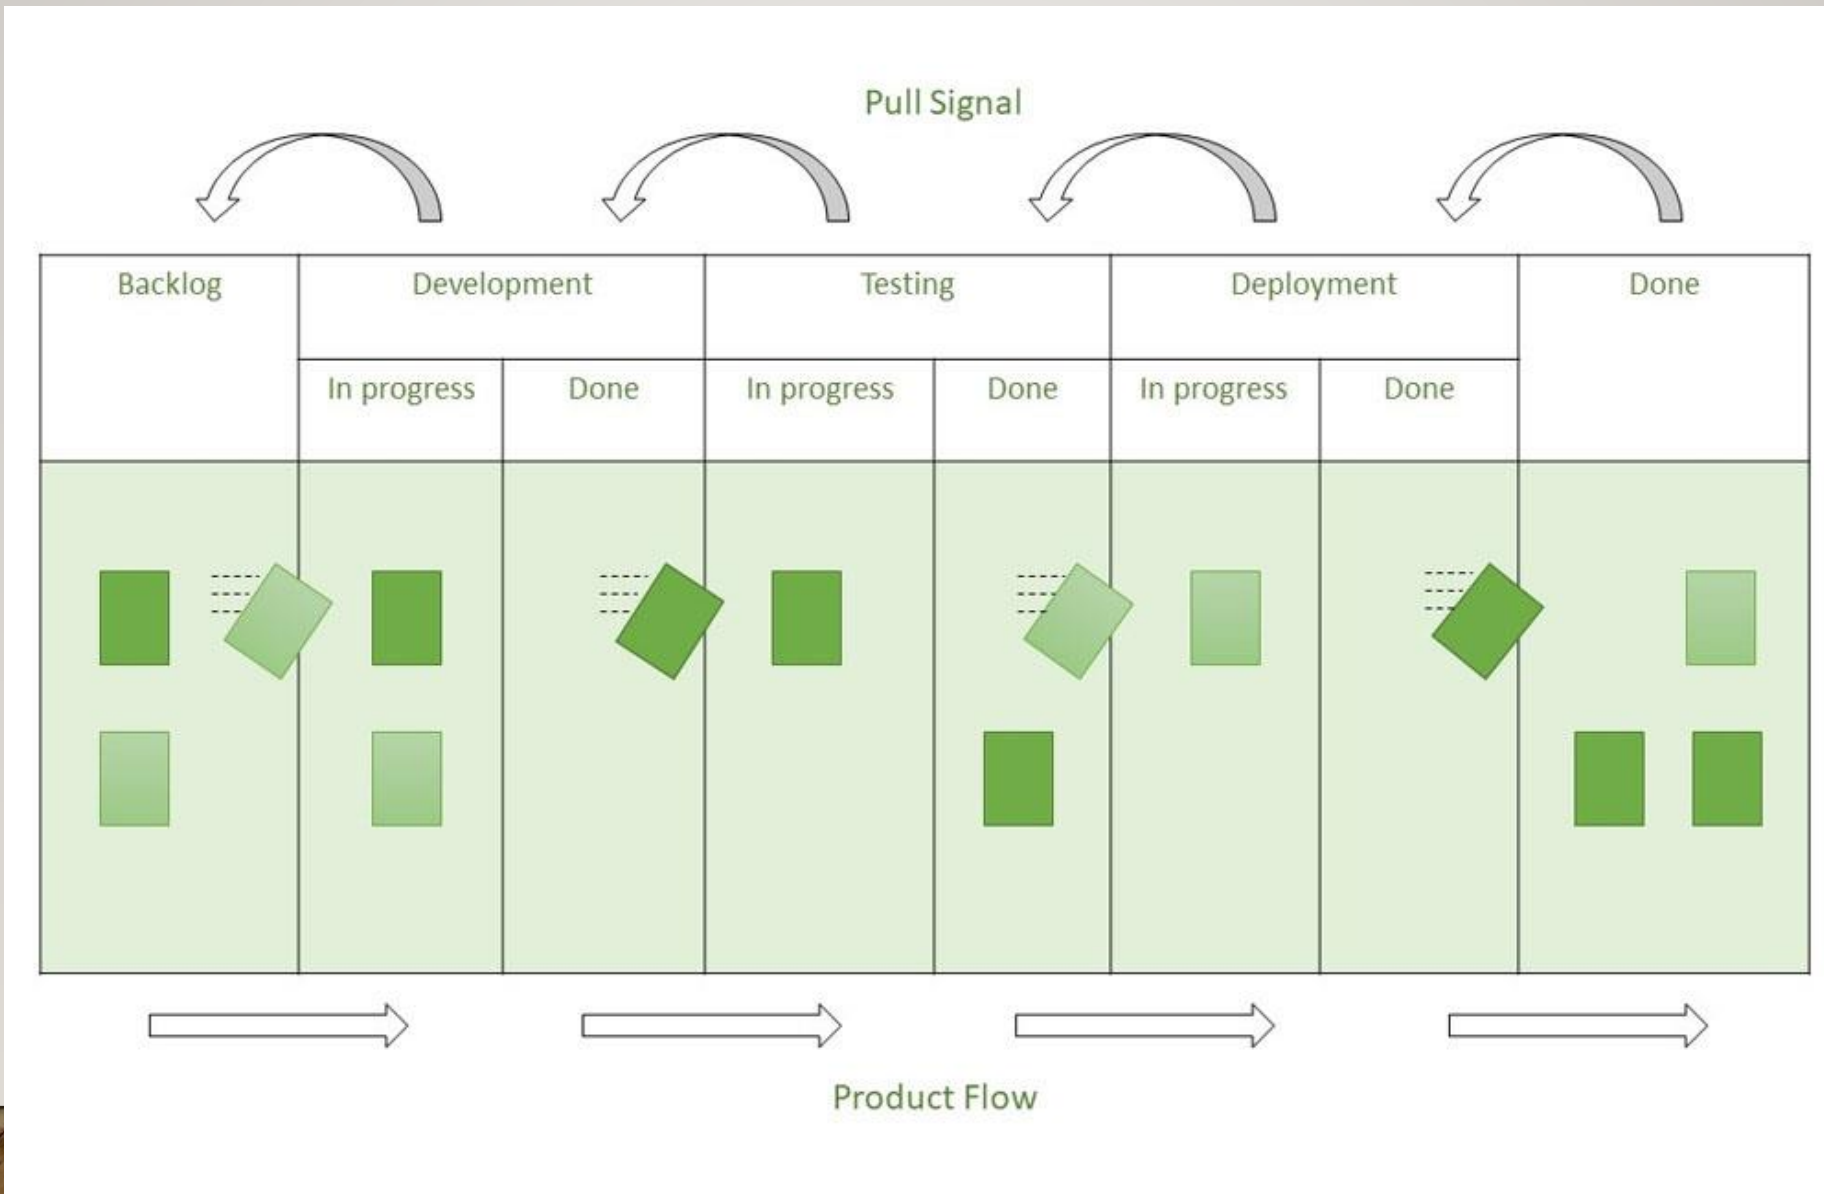 Pull Signal
Backlog
Development
Testing
Deployment
Done
In progress
Done
In progress
Done
In progress
Done
Product Flow